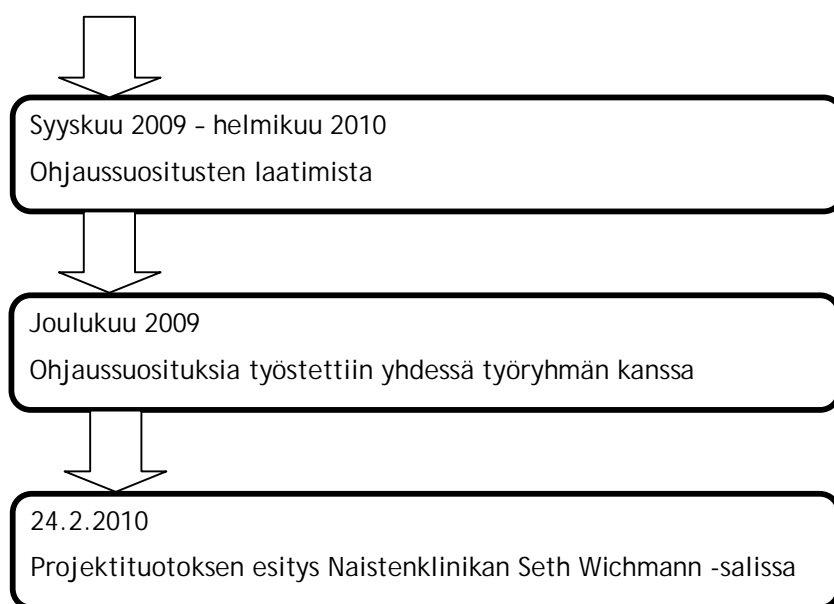 Syyskuu 2009 – helmikuu 2010
Ohjaussuositusten laatimista
Joulukuu 2009
Ohjaussuosituksia työstettiin yhdessä työryhmän kanssa
24.2.2010
Projektituotoksen esitys Naistenklinikan Seth Wichmann -salissa